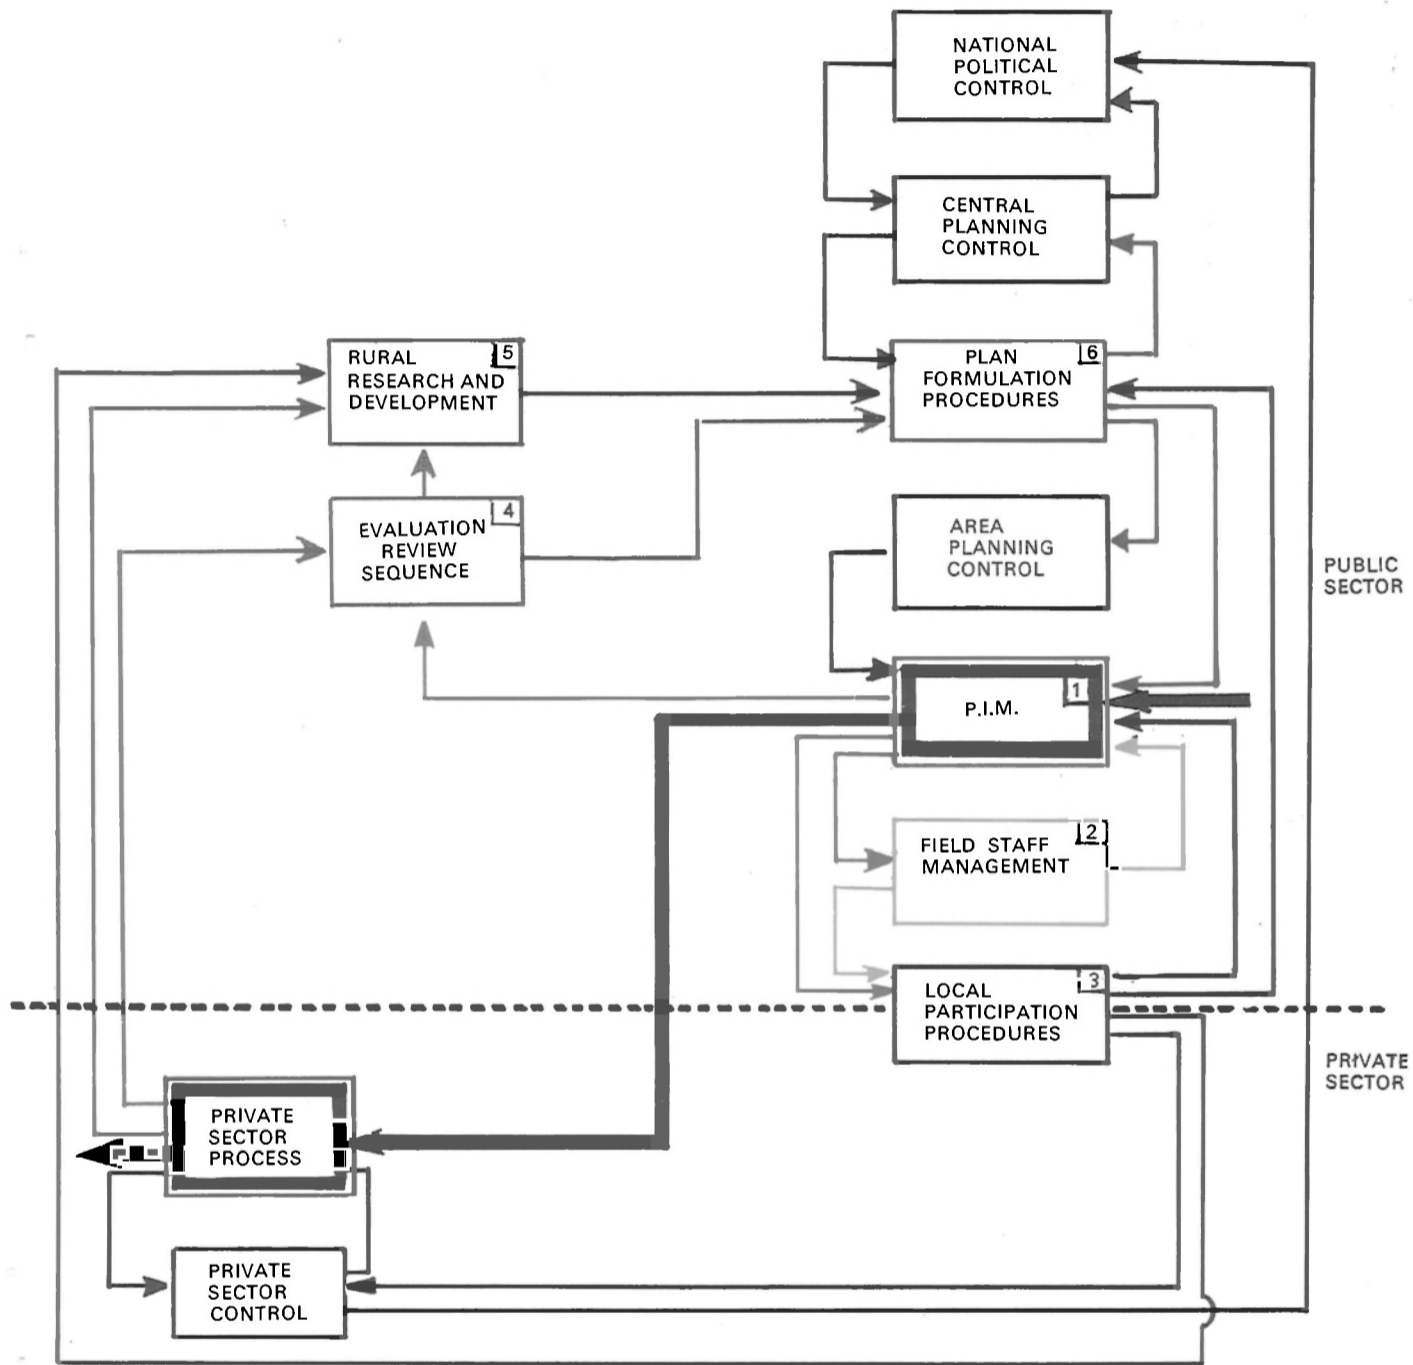 NATIONAL
POLITICAL
CONTROL
CENTRAL
PLANNING
CONTROL
5
RURAL
RESEARCH AND
DEVELOPMENT
6
PLAN
FORMULATION
PROCEDURES
4
EVALUATION
REVIEW
SEQUENCE
AREA
PLANNING
CONTROL
PUBLIC
SECTOR
1
P.I.M.
2
FIELD STAFF
MANAGEMENT
3
LOCAL
PARTICIPATION
PROCEDURES
PRIVATE
SECTOR
PRIVATE
SECTOR
PROCESS
PRIVATE
SECTOR
CONTROL